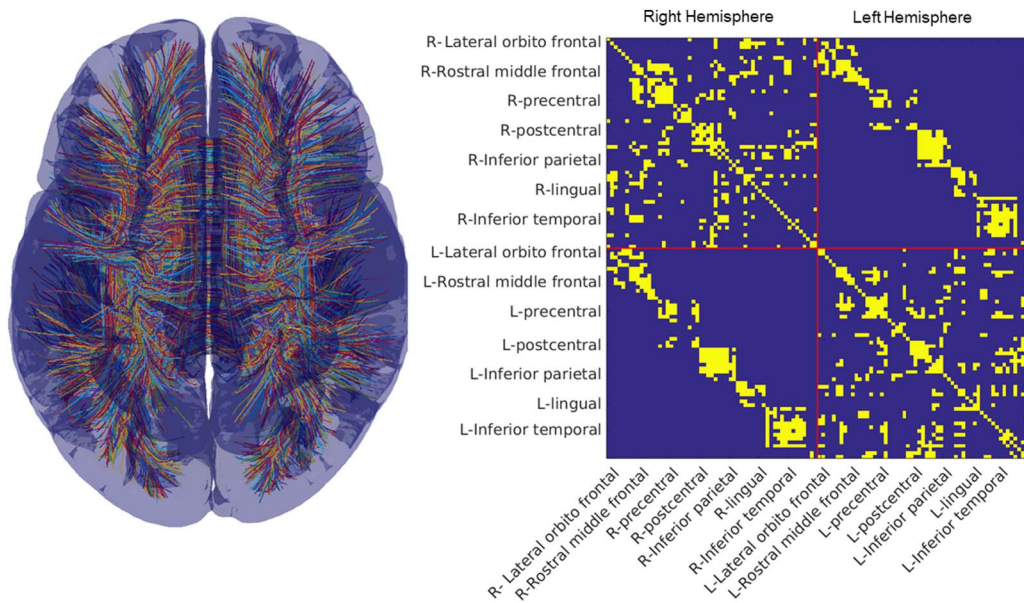 Right Hemisphere
Left Hemisphere
R- Lateral orbito frontal
R-Rostral middle frontal
R-precentral
R-postcentral
R-Inferior parietal
R-lingual
R-Inferior temporal
L-Lateral orbito frontal
L-Rostral middle frontal
L-precentral
L-postcentral
L-Inferior parietal
L-lingual
L-Inferior temporal
R- Lateral orbito frontal
R-Rostral middle frontal
R-precentral
R-postcentral
R-Inferior parietal
R-lingual
R-Inferior temporal
L-Lateral orbito frontal
L-Rostral middle frontal
L-precentral
L-postcentral
L-Inferior parietal
L-lingual
L-Inferior temporal